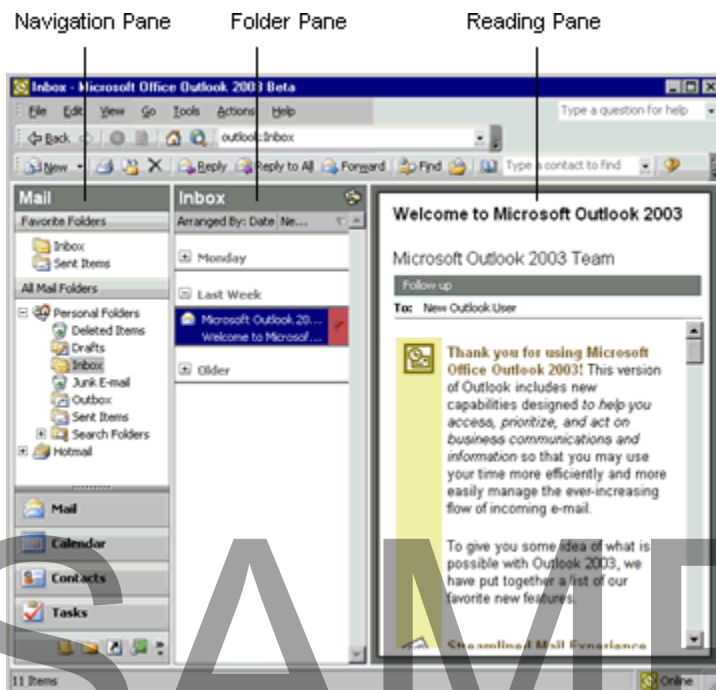 Navigation Pane Folder Pane Reading Pane
Inbox - Microsoft Office Outlook 2003 Beta
File Edit View Go Tools Actions Help Type a question for help
Back outlook:Inbox
New Reply Reply to All Forward Find Type a contact to find
Mail
Favorite Folders
Inbox
Sent Items
All Mail Folders
Personal Folders
Deleted Items
Drafts
Inbox
Junk E-mail
Outbox
Sent Items
Search Folders
Hotmail
Mail
Calendar
Contacts
Tasks
Inbox
Arranged By: Date Ne...
Monday
Last Week
Microsoft Outlook 20...
Welcome to Microsof...
Older
Welcome to Microsoft Outlook 2003
Microsoft Outlook 2003 Team
Follow up
To: New Outlook User
Thank you for using Microsoft
Office Outlook 2003! This version
of Outlook includes new
capabilities designed to help you
access, prioritize, and act on
business communications and
information so that you may use
your time more efficiently and more
easily manage the ever-increasing
flow of incoming e-mail.
To give you some idea of what is
possible with Outlook 2003, we
have put together a list of our
favorite new features.
Streamlined Mail Experience
11 Items Online